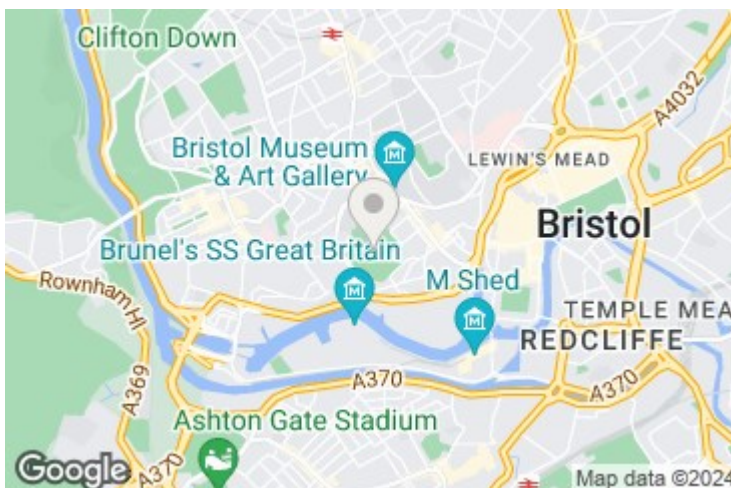 Clifton Down
A4032
Bristol Museum
& Art Gallery
LEWIN'S MEAD
Bristol
Brunel's SS Great Britain
M Shed
Rownham Hl
TEMPLE MEA
REDCLIFFE
A369
A370
A370
Ashton Gate Stadium
A370
Google
Map data ©2024